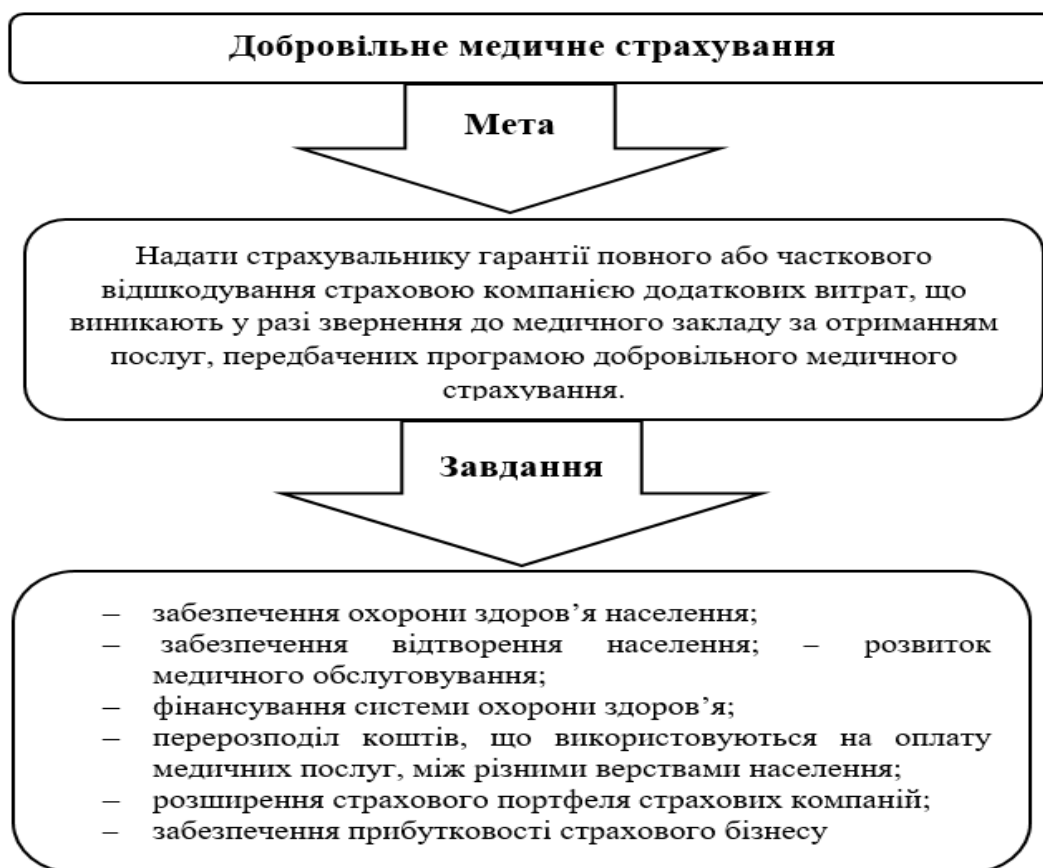 Добровільне медичне страхування
Мета
Надати страхувальнику гарантії повного або часткового
відшкодування страховою компанією додаткових витрат, що
виникають у разі звернення до медичного закладу за отриманням
послуг, передбачених програмою добровільного медичного
страхування.
Завдання
– забезпечення охорони здоров’я населення;
– забезпечення відтворення населення; – розвиток
медичного обслуговування;
– фінансування системи охорони здоров’я;
– перерозподіл коштів, що використовуються на оплату
медичних послуг, між різними верствами населення;
– розширення страхового портфеля страхових компаній;
– забезпечення прибутковості страхового бізнесу